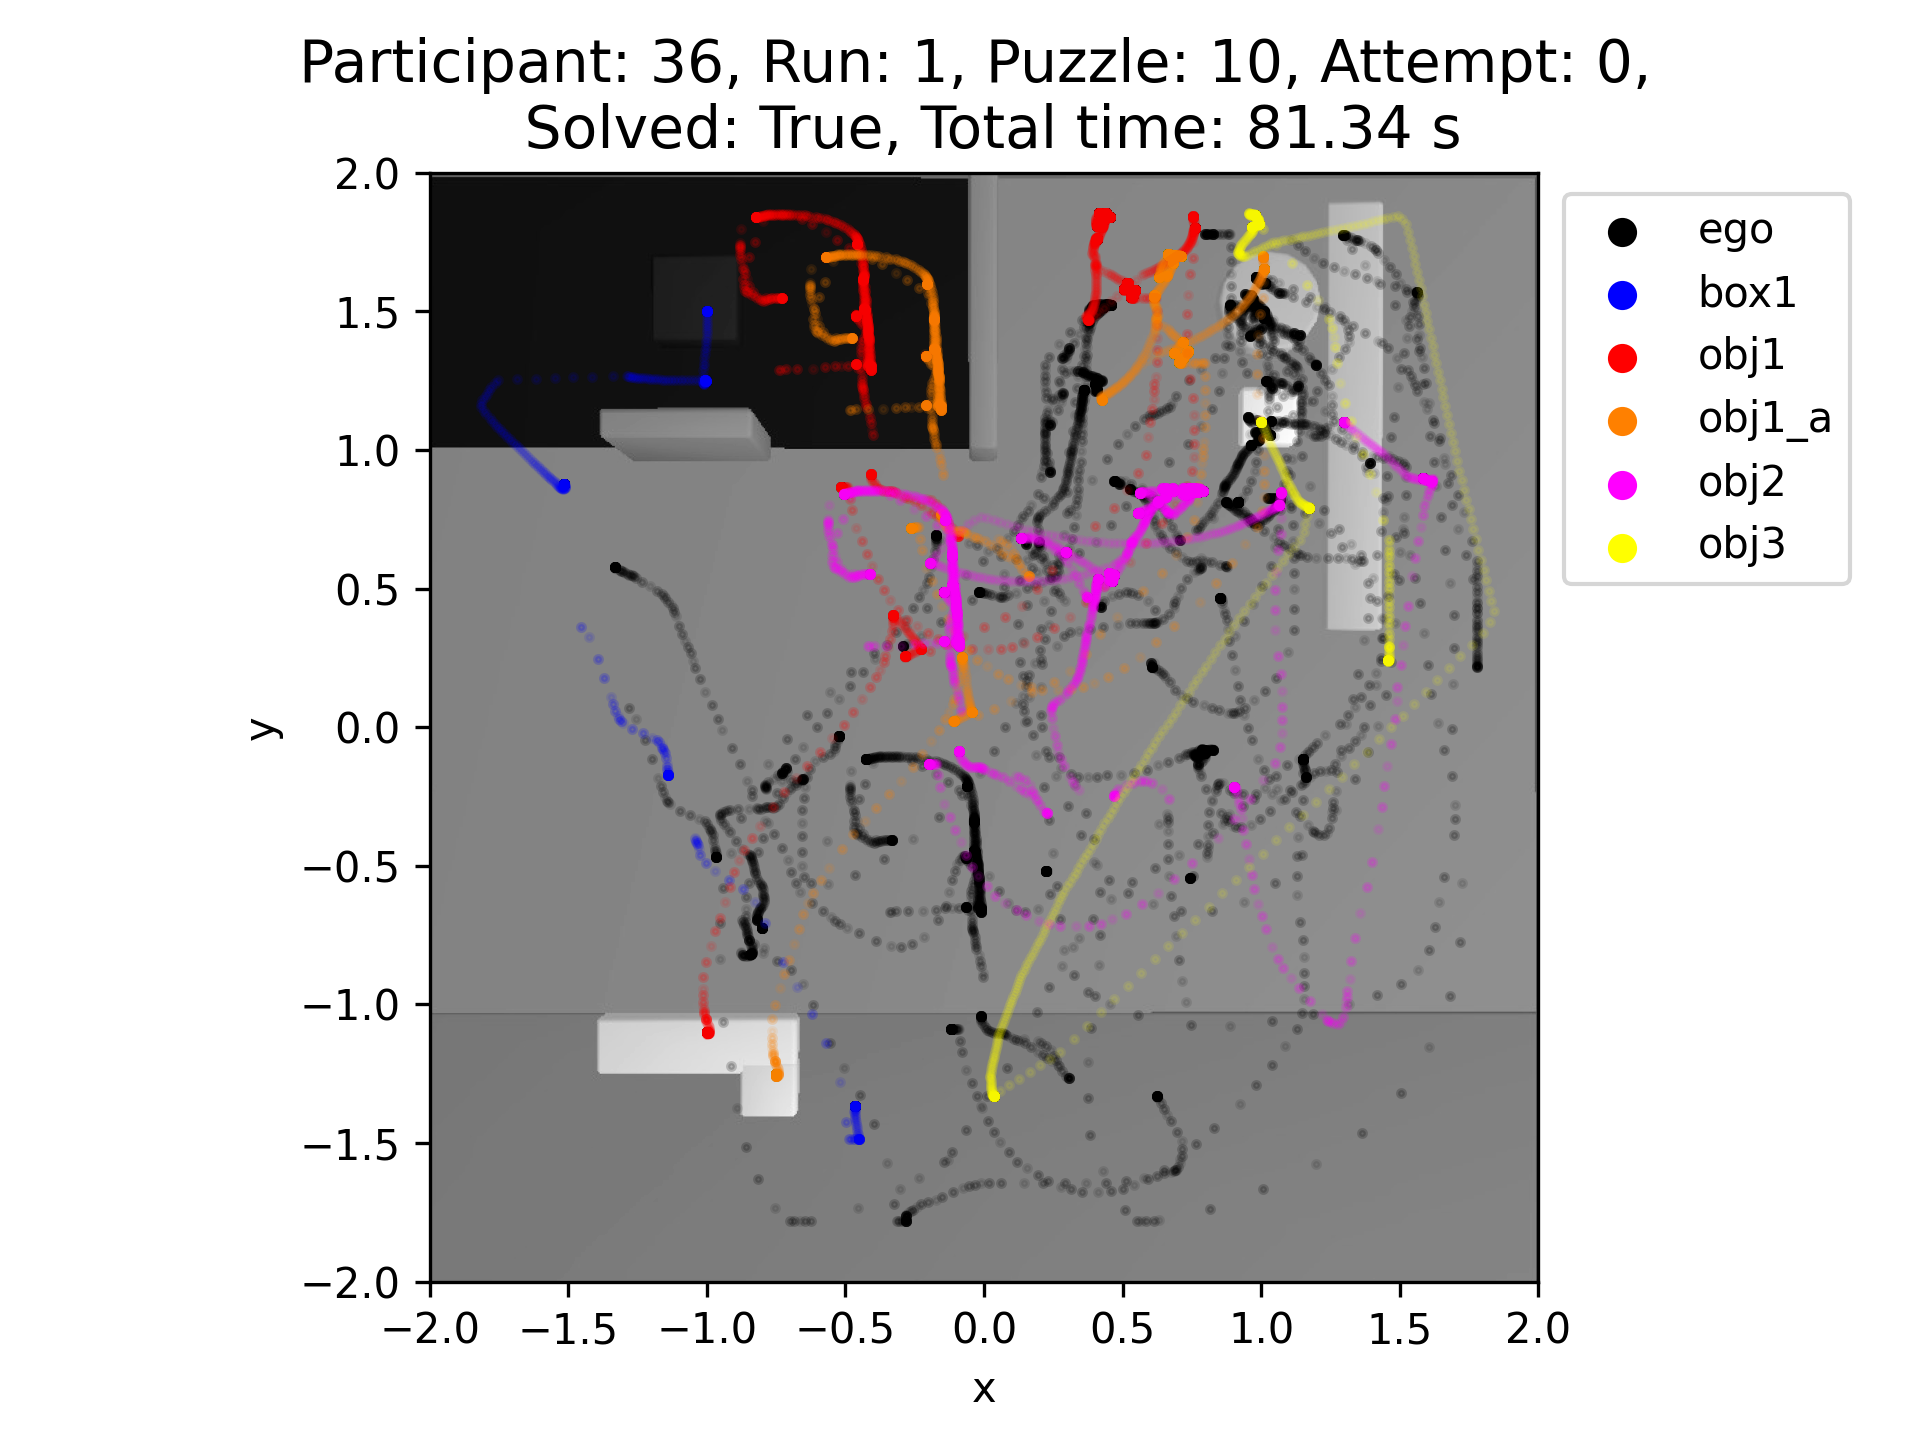 Participant: 36, Run: 1, Puzzle: 10, Attempt: 0,
Solved: True, Total time: 81.34 s
2.0
1.5
1.0
0.5
0.0
−0.5
−1.0
−1.5
−2.0
y
−2.0 −1.5 −1.0 −0.5 0.0 0.5 1.0 1.5 2.0
x
ego
box1
obj1
obj1_a
obj2
obj3